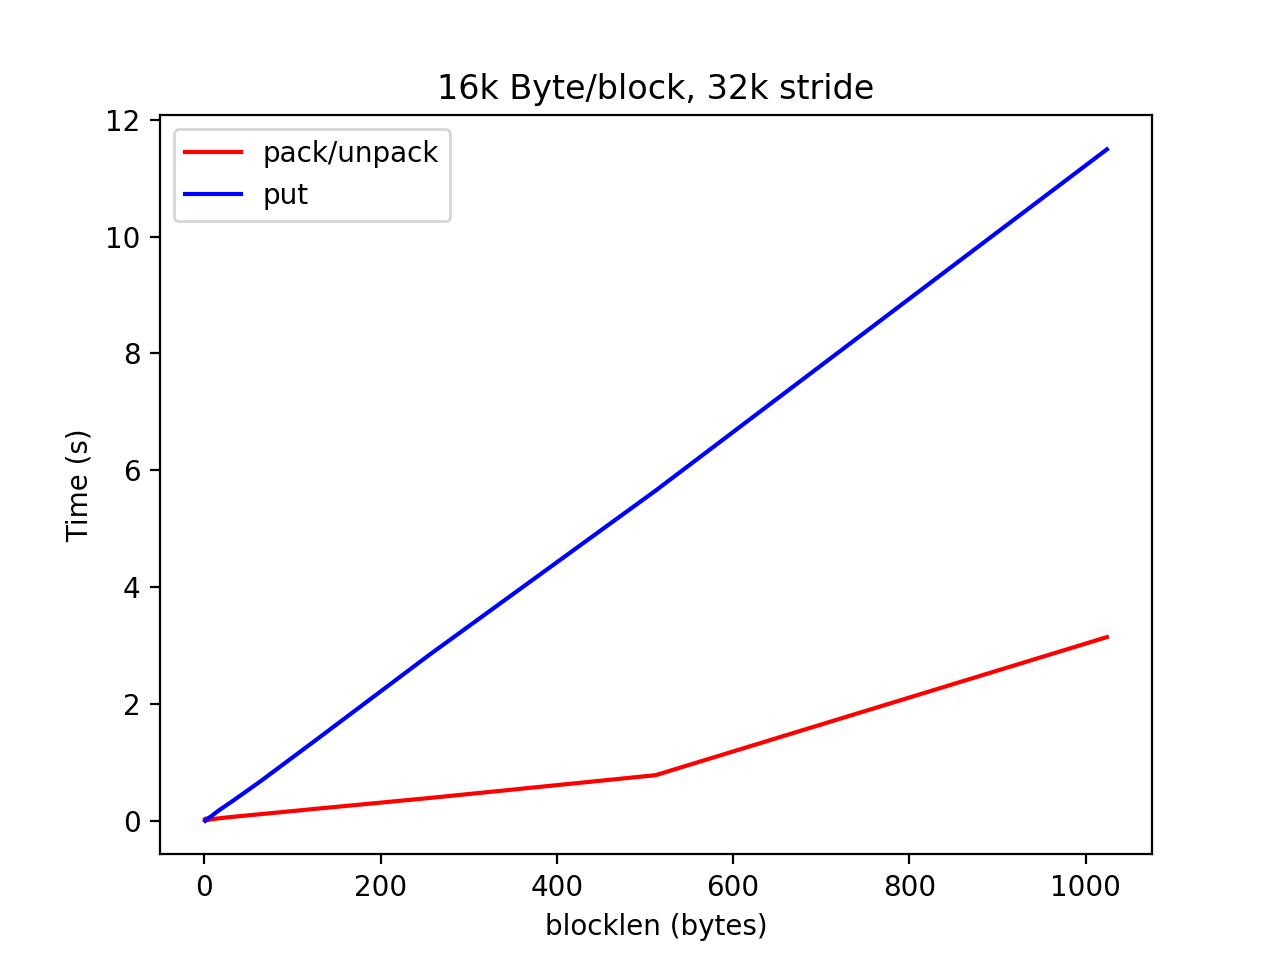 16k Byte/block, 32k stride
pack/unpack
put
Time (s)
12
10
8
6
4
2
0
0 200 400 600 800 1000
blocklen (bytes)